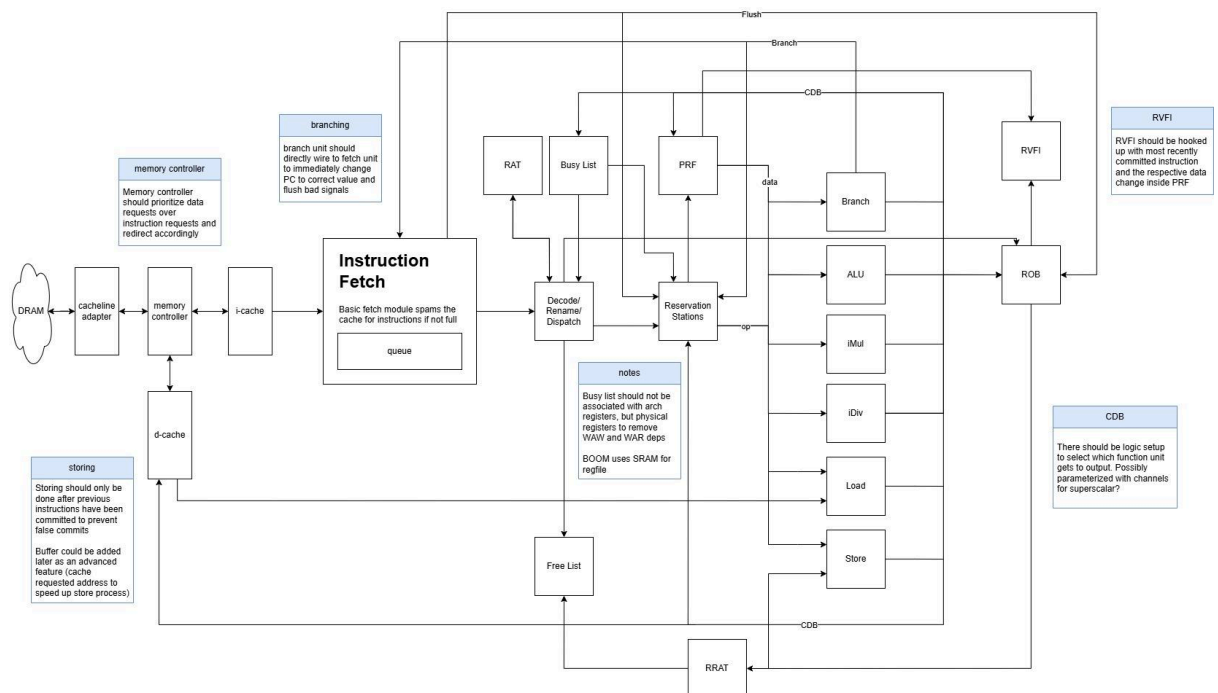 Flush
Branch
CDB
branching
branch unit should
directly wire to fetch unit
to immediately change
PC to correct value and
flush bad signals
RVFI
RVFI should be hooked
up with most recently
committed instruction
and the respective data
change inside PRF
memory controller
Memory controller
should prioritize data
requests over
instruction requests and
redirect accordingly
RAT
Busy List
PRF
RVFI
data
Branch
Instruction
Fetch
Basic fetch module spams the
cache for instructions if not full
queue
DRAM
cacheline
adapter
memory
controller
i-cache
Decode/
Rename/
Dispatch
Reservation
Stations
ALU
ROB
op
iMul
notes
Busy list should not be
associated with arch
registers, but physical
registers to remove
WAW and WAR deps
BOOM uses SRAM for
regfile
iDiv
d-cache
CDB
There should be logic setup
to select which function unit
gets to output. Possibly
parameterized with channels
for superscalar?
storing
Storing should only be
done after previous
instructions have been
committed to prevent
false commits
Buffer could be added
later as an advanced
feature (cache
requested address to
speed up store process)
Load
Free List
Store
CDB
RRAT